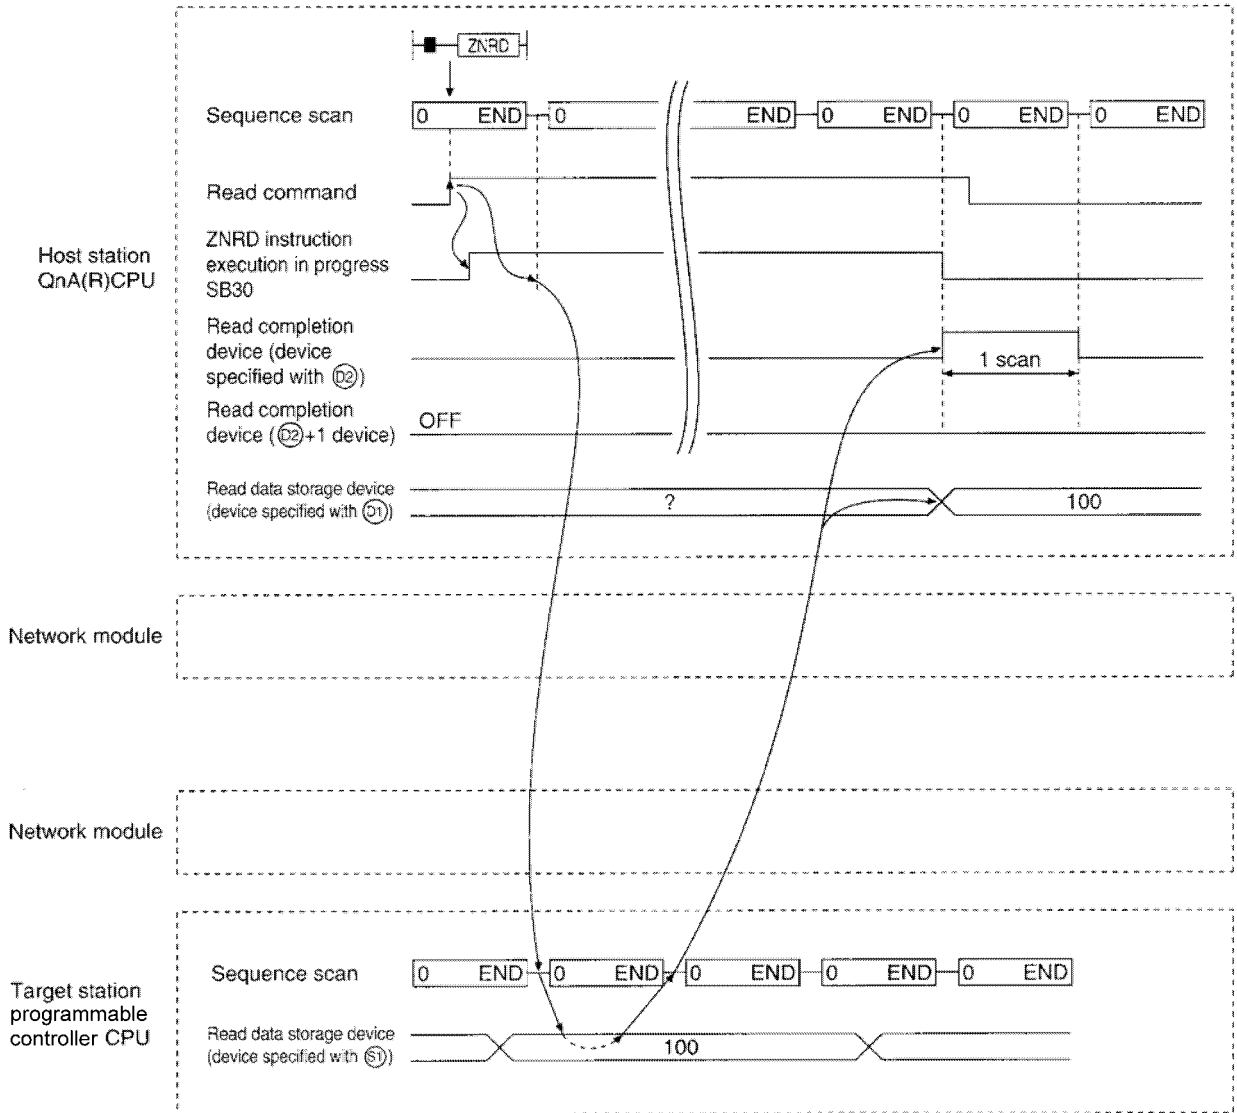 ZNRD
Sequence scan
0 END 0 END 0 END 0 END 0 END
Read command
Host station
QnA(R)CPU
ZNRD instruction
execution in progress
SB30
Read completion
device (device
specified with D2)
1 scan
Read completion
device (D2+1 device)
OFF
Read data storage device
(device specified with D1)
?
100
Network module
Network module
Target station
programmable
controller CPU
Sequence scan
0 END 0 END 0 END 0 END 0 END
Read data storage device
(device specified with S1)
100